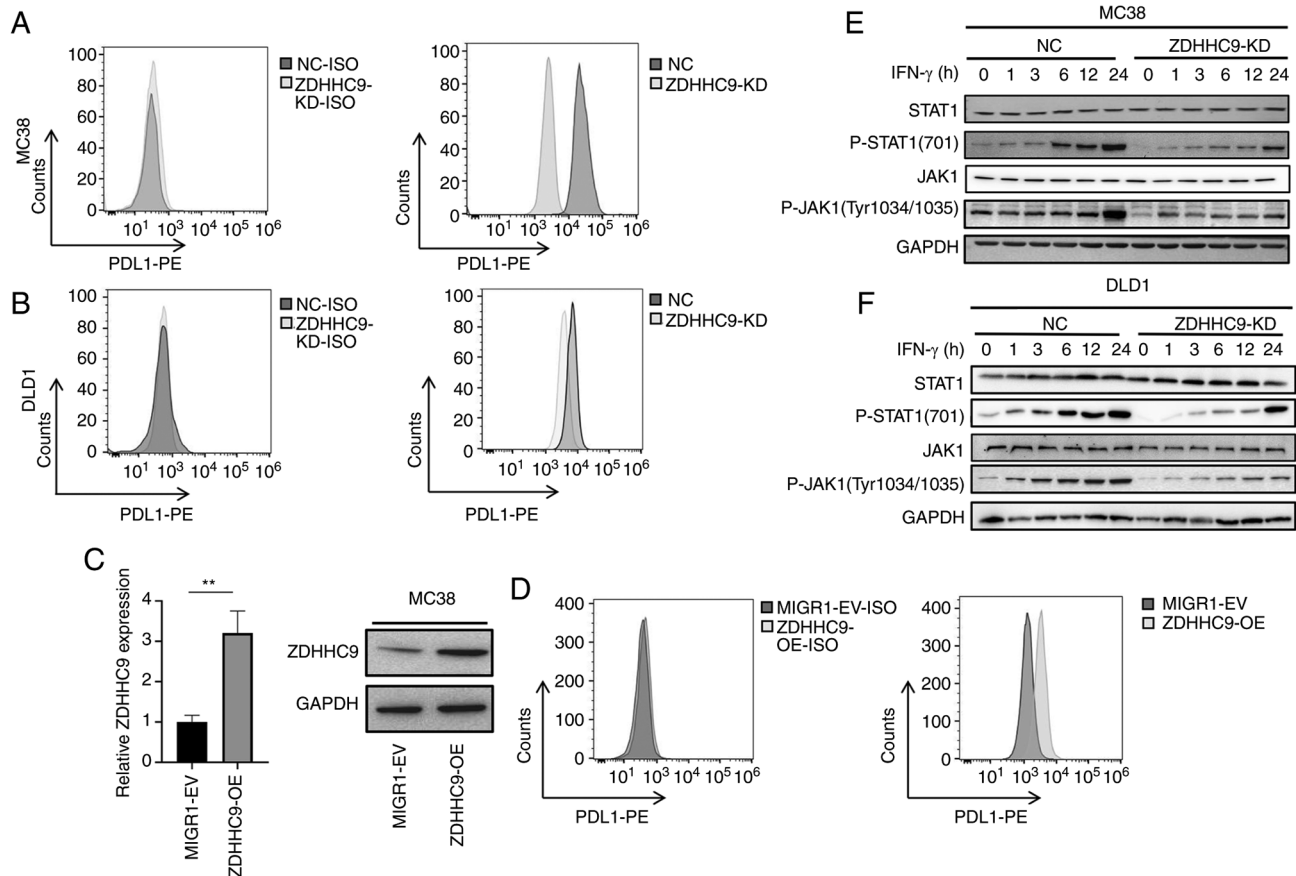 A
MC38
Counts
100
80
60
40
20
0
10¹ 10³ 10⁴ 10⁵ 10⁶
PDL1-PE
NC-ISO
ZDHHC9-
KD-ISO
100
80
60
40
20
0
Counts
10¹ 10³ 10⁴ 10⁵ 10⁶
PDL1-PE
NC
ZDHHC9-KD
B
DLD1
Counts
100
80
60
40
20
0
10¹ 10³ 10⁴ 10⁵ 10⁶
PDL1-PE
NC-ISO
ZDHHC9-
KD-ISO
100
80
60
40
20
0
Counts
10¹ 10³ 10⁴ 10⁵ 10⁶
PDL1-PE
NC
ZDHHC9-KD
C
Relative ZDHHC9 expression
4
3
2
1
0
**
MIGR1-EV
ZDHHC9-OE
MC38
ZDHHC9
GAPDH
MIGR1-EV
ZDHHC9-OE
D
Counts
400
300
200
100
0
10¹ 10³ 10⁴ 10⁵ 10⁶
PDL1-PE
MIGR1-EV-ISO
ZDHHC9-
OE-ISO
400
300
200
100
0
Counts
10¹ 10³ 10⁴ 10⁵ 10⁶
PDL1-PE
MIGR1-EV
ZDHHC9-OE
E
MC38
NC ZDHHC9-KD
IFN-γ (h) 0 1 3 6 12 24 0 1 3 6 12 24
STAT1
P-STAT1(701)
JAK1
P-JAK1(Tyr1034/1035)
GAPDH
F
DLD1
NC ZDHHC9-KD
IFN-γ (h) 0 1 3 6 12 24 0 1 3 6 12 24
STAT1
P-STAT1(701)
JAK1
P-JAK1(Tyr1034/1035)
GAPDH